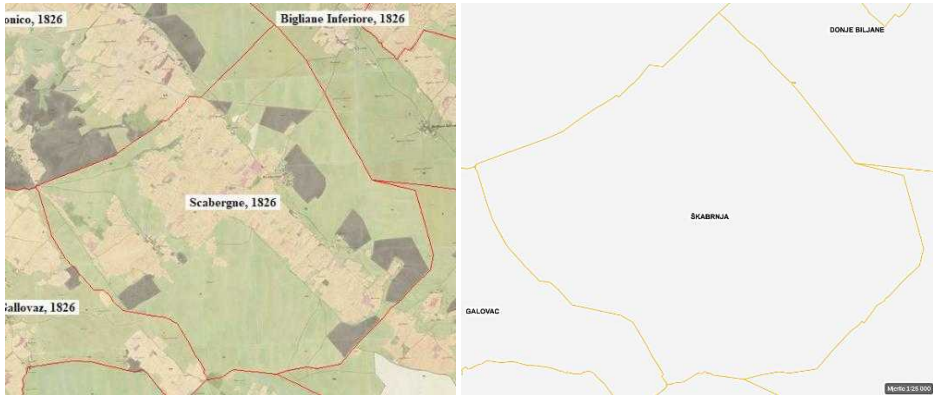 onico, 1826
Bigliane Inferiore, 1826
Scabergne, 1826
Gallovaz, 1826
DONJE BILJANE
ŠKABRNJA
GALOVAC
Mjerilo 1:25 000